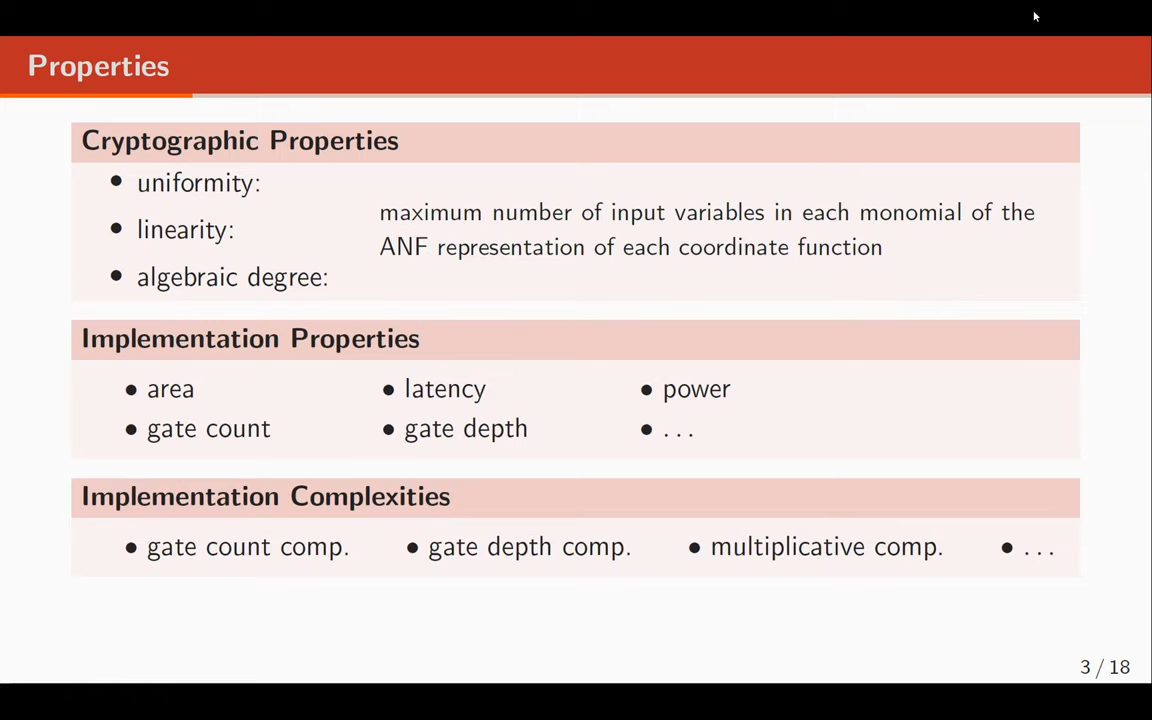 Properties
Cryptographic Properties
• uniformity:
• linearity:
• algebraic degree:
maximum number of input variables in each monomial of the
ANF representation of each coordinate function
Implementation Properties
• area • latency • power
• gate count • gate depth • ...
Implementation Complexities
• gate count comp. • gate depth comp. • multiplicative comp. • ...
3 / 18